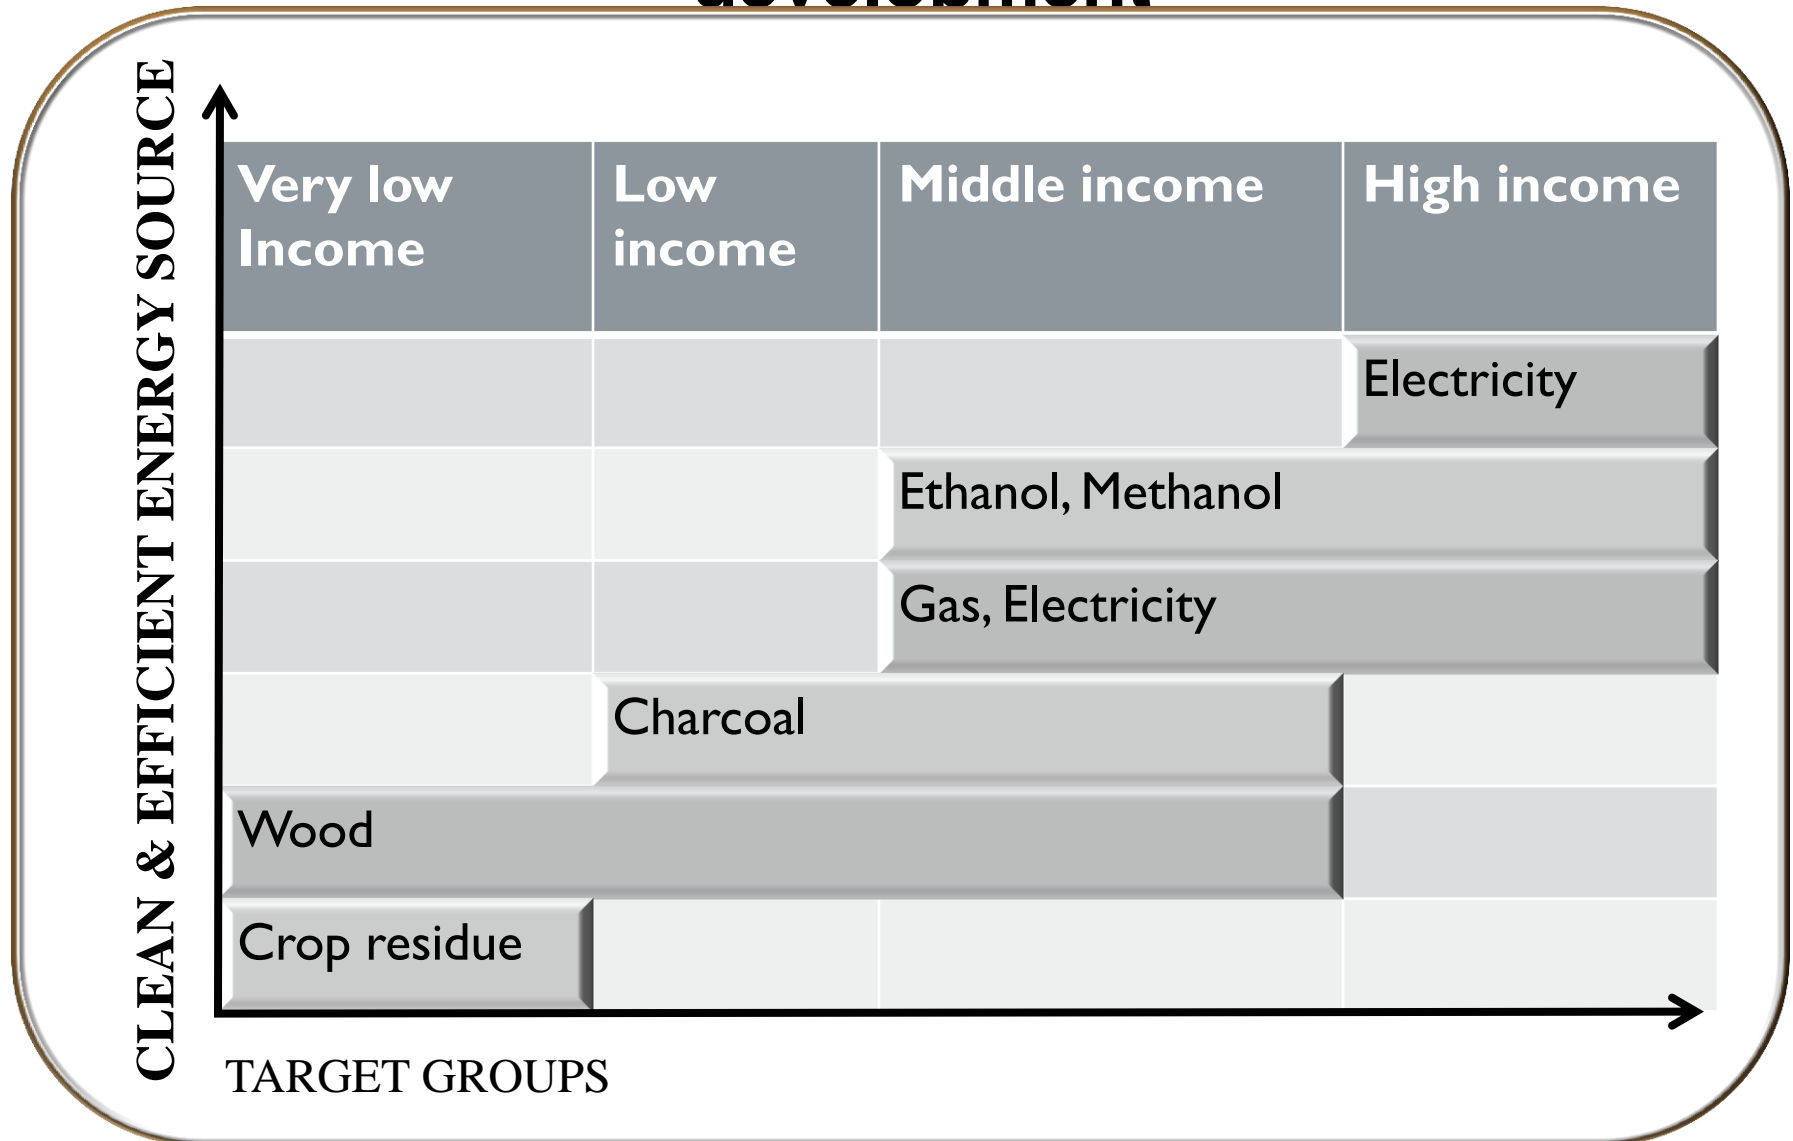 development
CLEAN & EFFICIENT ENERGY SOURCE
Very low
Income
Low
income
Middle income
High income
Electricity
Ethanol, Methanol
Gas, Electricity
Charcoal
Wood
Crop residue
TARGET GROUPS